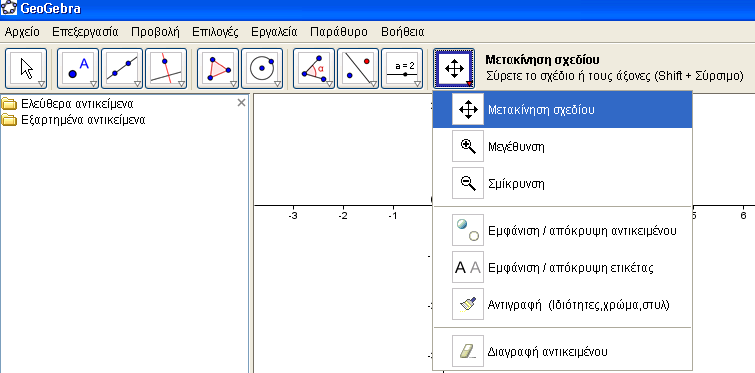 GeoGebra
Αρχείο Επεξεργασία Προβολή Επιλογές Εργαλεία Παράθυρο Βοήθεια
A α a = 2
Μετακίνηση σχεδίου
Σύρετε το σχέδιο ή τους άξονες (Shift + Σύρσιμο)
Ελεύθερα αντικείμενα
Εξαρτημένα αντικείμενα
Μετακίνηση σχεδίου
Μεγέθυνση
Σμίκρυνση
-3 -2 -1 5 6
Εμφάνιση / απόκρυψη αντικειμένου
A A Εμφάνιση / απόκρυψη ετικέτας
Αντιγραφή (Ιδιότητες,χρώμα,στυλ)
Διαγραφή αντικειμένου